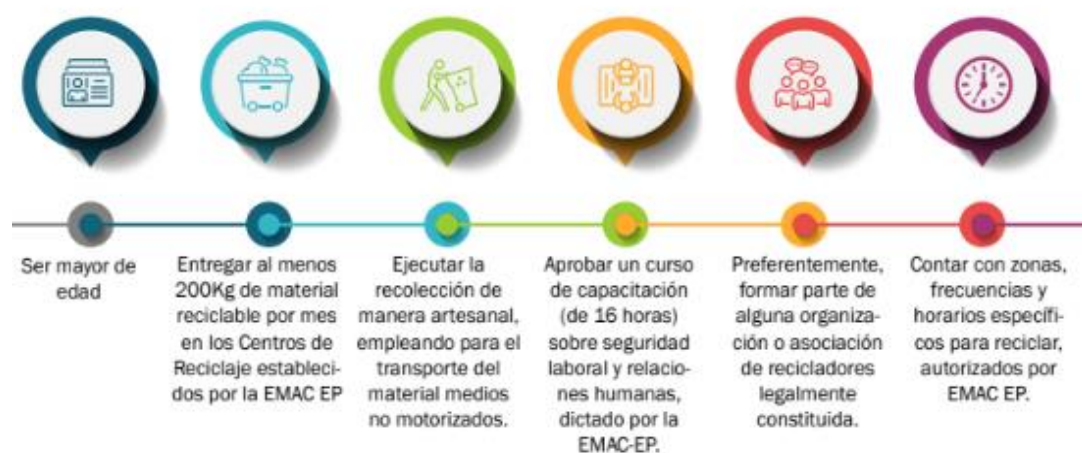 Ser mayor de
edad
Entregar al menos
200Kg de material
reciclable por mes
en los Centros de
Reciclaje estableci-
dos por la EMAC EP
Ejecutar la
recolección de
manera artesanal,
empleando para el
transporte del
material medios
no motorizados.
Aprobar un curso
de capacitación
(de 16 horas)
sobre seguridad
laboral y relacio-
nes humanas,
dictado por la
EMAC-EP.
Preferentemente,
formar parte de
alguna organiza-
ción o asociación
de recicladores
legalmente
constituida.
Contar con zonas,
frecuencias y
horarios específi-
cos para reciclar,
autorizados por
EMAC EP.